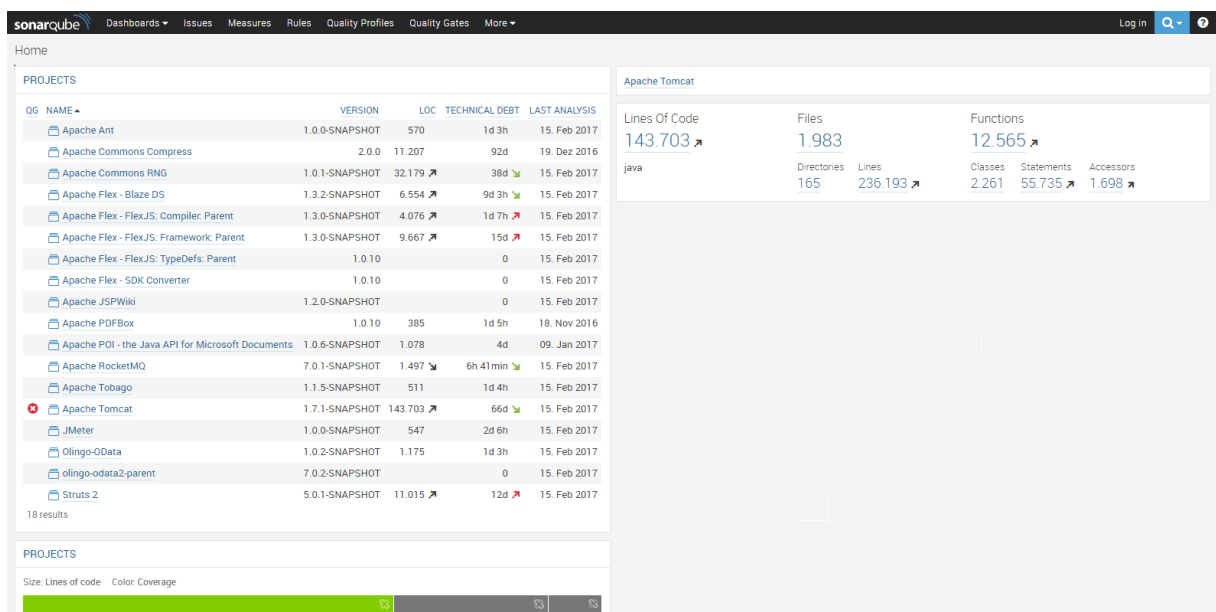 sonarqube Dashboards Issues Measures Rules Quality Profiles Quality Gates More Log in
Home
PROJECTS
QG NAME VERSION LOC TECHNICAL DEBT LAST ANALYSIS
Apache Ant 1.0.0-SNAPSHOT 570 1d 3h 15. Feb 2017
Apache Commons Compress 2.0.0 11.207 92d 19. Dez 2016
Apache Commons RNG 1.0.1-SNAPSHOT 32.179 38d 15. Feb 2017
Apache Flex - Blaze DS 1.3.2-SNAPSHOT 6.554 9d 3h 15. Feb 2017
Apache Flex - FlexJS: Compiler: Parent 1.3.0-SNAPSHOT 4.076 1d 7h 15. Feb 2017
Apache Flex - FlexJS: Framework: Parent 1.3.0-SNAPSHOT 9.667 15d 15. Feb 2017
Apache Flex - FlexJS: TypeDefs: Parent 1.0.10 0 15. Feb 2017
Apache Flex - SDK Converter 1.0.10 0 15. Feb 2017
Apache JSPWiki 1.2.0-SNAPSHOT 0 15. Feb 2017
Apache PDFBox 1.0.10 385 1d 5h 18. Nov 2016
Apache POI - the Java API for Microsoft Documents 1.0.6-SNAPSHOT 1.078 4d 09. Jan 2017
Apache RocketMQ 7.0.1-SNAPSHOT 1.497 6h 41min 15. Feb 2017
Apache Tobago 1.1.5-SNAPSHOT 511 1d 4h 15. Feb 2017
Apache Tomcat 1.7.1-SNAPSHOT 143.703 66d 15. Feb 2017
JMeter 1.0.0-SNAPSHOT 547 2d 6h 15. Feb 2017
Olingo-OData 1.0.2-SNAPSHOT 1.175 1d 3h 15. Feb 2017
olingo-odata2-parent 7.0.2-SNAPSHOT 0 15. Feb 2017
Struts 2 5.0.1-SNAPSHOT 11.015 12d 15. Feb 2017
18 results
PROJECTS
Size: Lines of code Color: Coverage
Apache Tomcat
Lines Of Code Files Functions
143.703 1.983 12.565
java Directories Lines Classes Statements Accessors
165 236.193 2.261 55.735 1.698